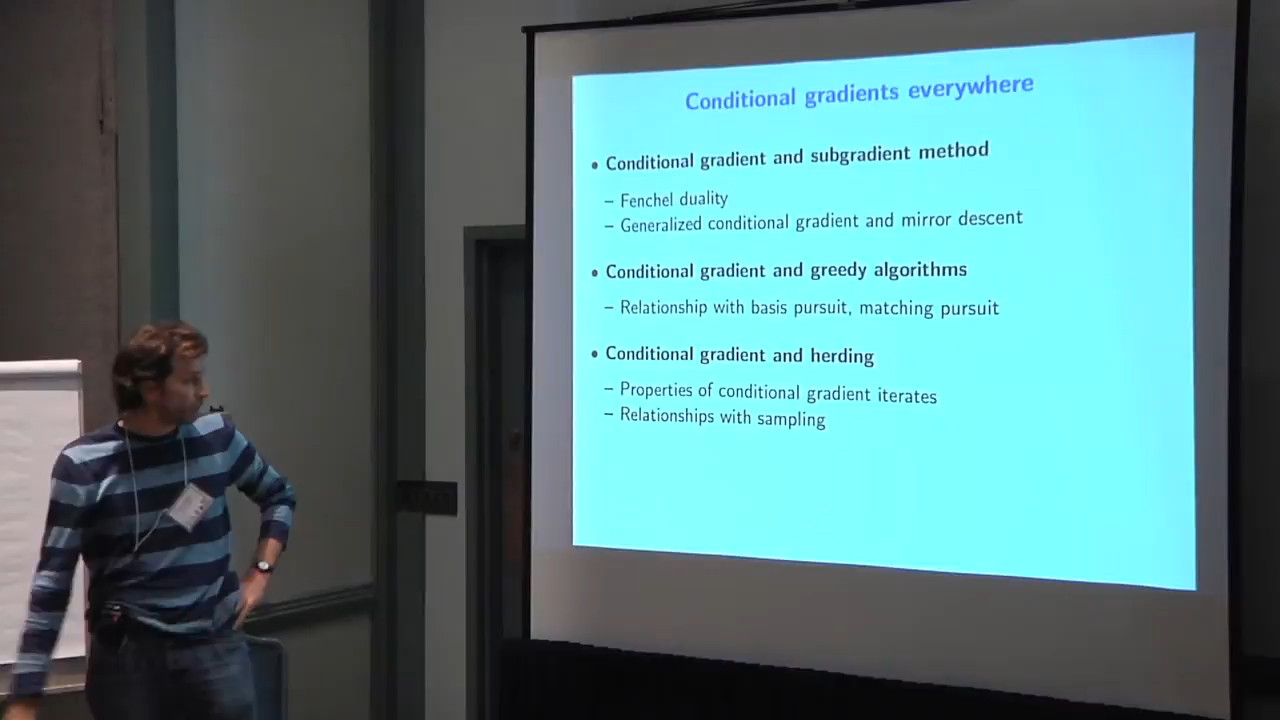 Conditional gradients everywhere
• Conditional gradient and subgradient method
– Fenchel duality
– Generalized conditional gradient and mirror descent
• Conditional gradient and greedy algorithms
– Relationship with basis pursuit, matching pursuit
• Conditional gradient and herding
– Properties of conditional gradient iterates
– Relationships with sampling